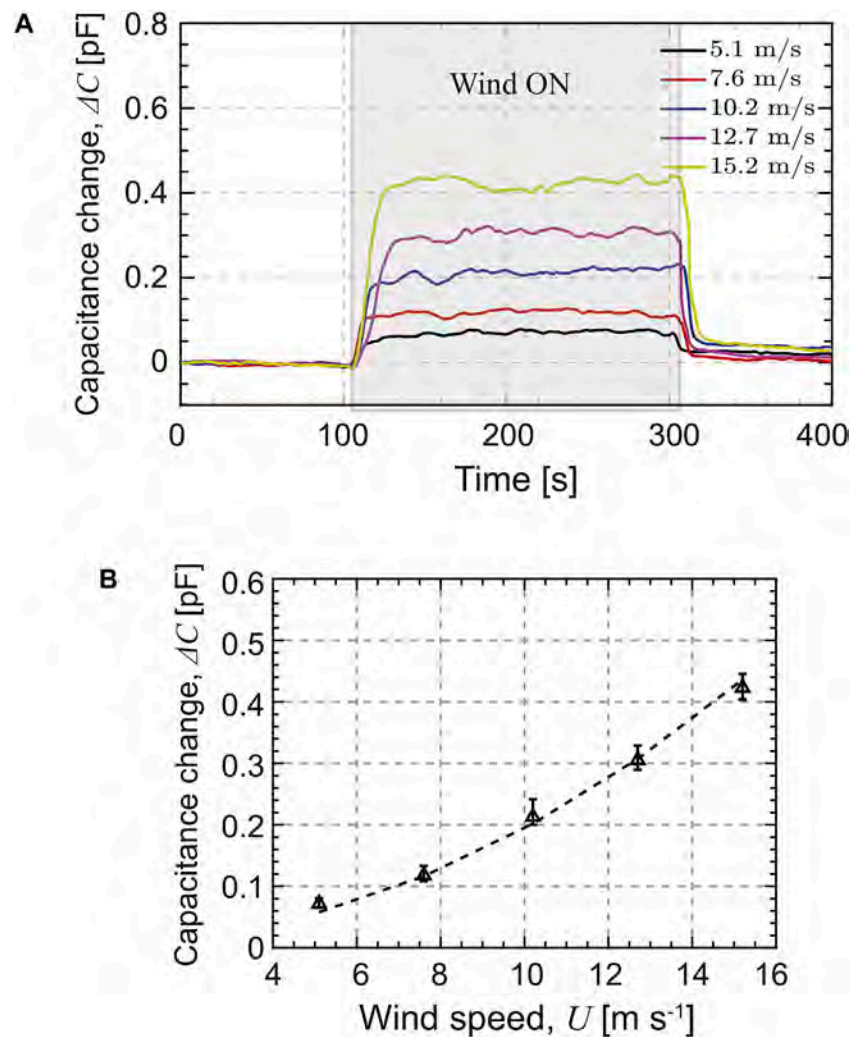 A
Capacitance change, ΔC [pF]
0.8
0.6
0.4
0.2
0
Wind ON
5.1 m/s
7.6 m/s
10.2 m/s
12.7 m/s
15.2 m/s
0 100 200 300 400
Time [s]
B
Capacitance change, ΔC [pF]
0.6
0.5
0.4
0.3
0.2
0.1
0
4 6 8 10 12 14 16
Wind speed, U [m s⁻¹]